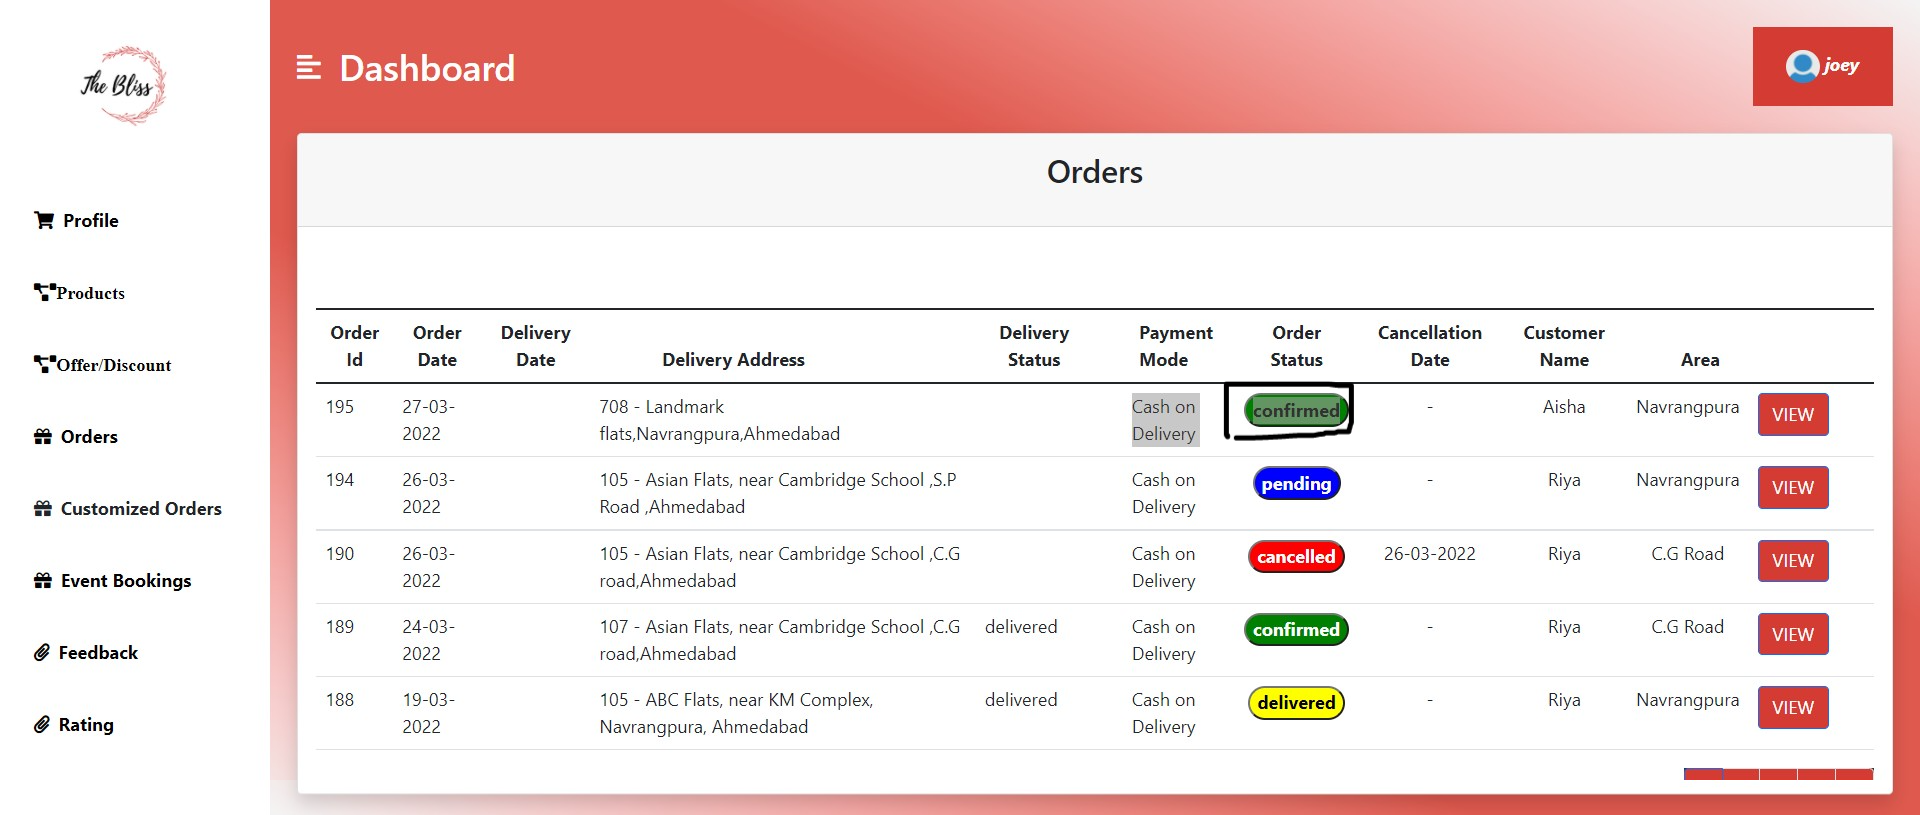 The Bliss
Dashboard
joey
Profile
Products
Offer/Discount
Orders
Customized Orders
Event Bookings
Feedback
Rating
Orders
Order Id Order Date Delivery Date Delivery Address Delivery Status Payment Mode Order Status Cancellation Date Customer Name Area
195 27-03- 708 - Landmark Cash on confirmed - Aisha Navrangpura VIEW
2022 flats,Navrangpura,Ahmedabad Delivery
194 26-03- 105 - Asian Flats, near Cambridge School ,S.P Cash on pending - Riya Navrangpura VIEW
2022 Road ,Ahmedabad Delivery
190 26-03- 105 - Asian Flats, near Cambridge School ,C.G Cash on cancelled 26-03-2022 Riya C.G Road VIEW
2022 road,Ahmedabad Delivery
189 24-03- 107 - Asian Flats, near Cambridge School ,C.G delivered Cash on confirmed - Riya C.G Road VIEW
2022 road,Ahmedabad Delivery
188 19-03- 105 - ABC Flats, near KM Complex, delivered Cash on delivered - Riya Navrangpura VIEW
2022 Navrangpura, Ahmedabad Delivery